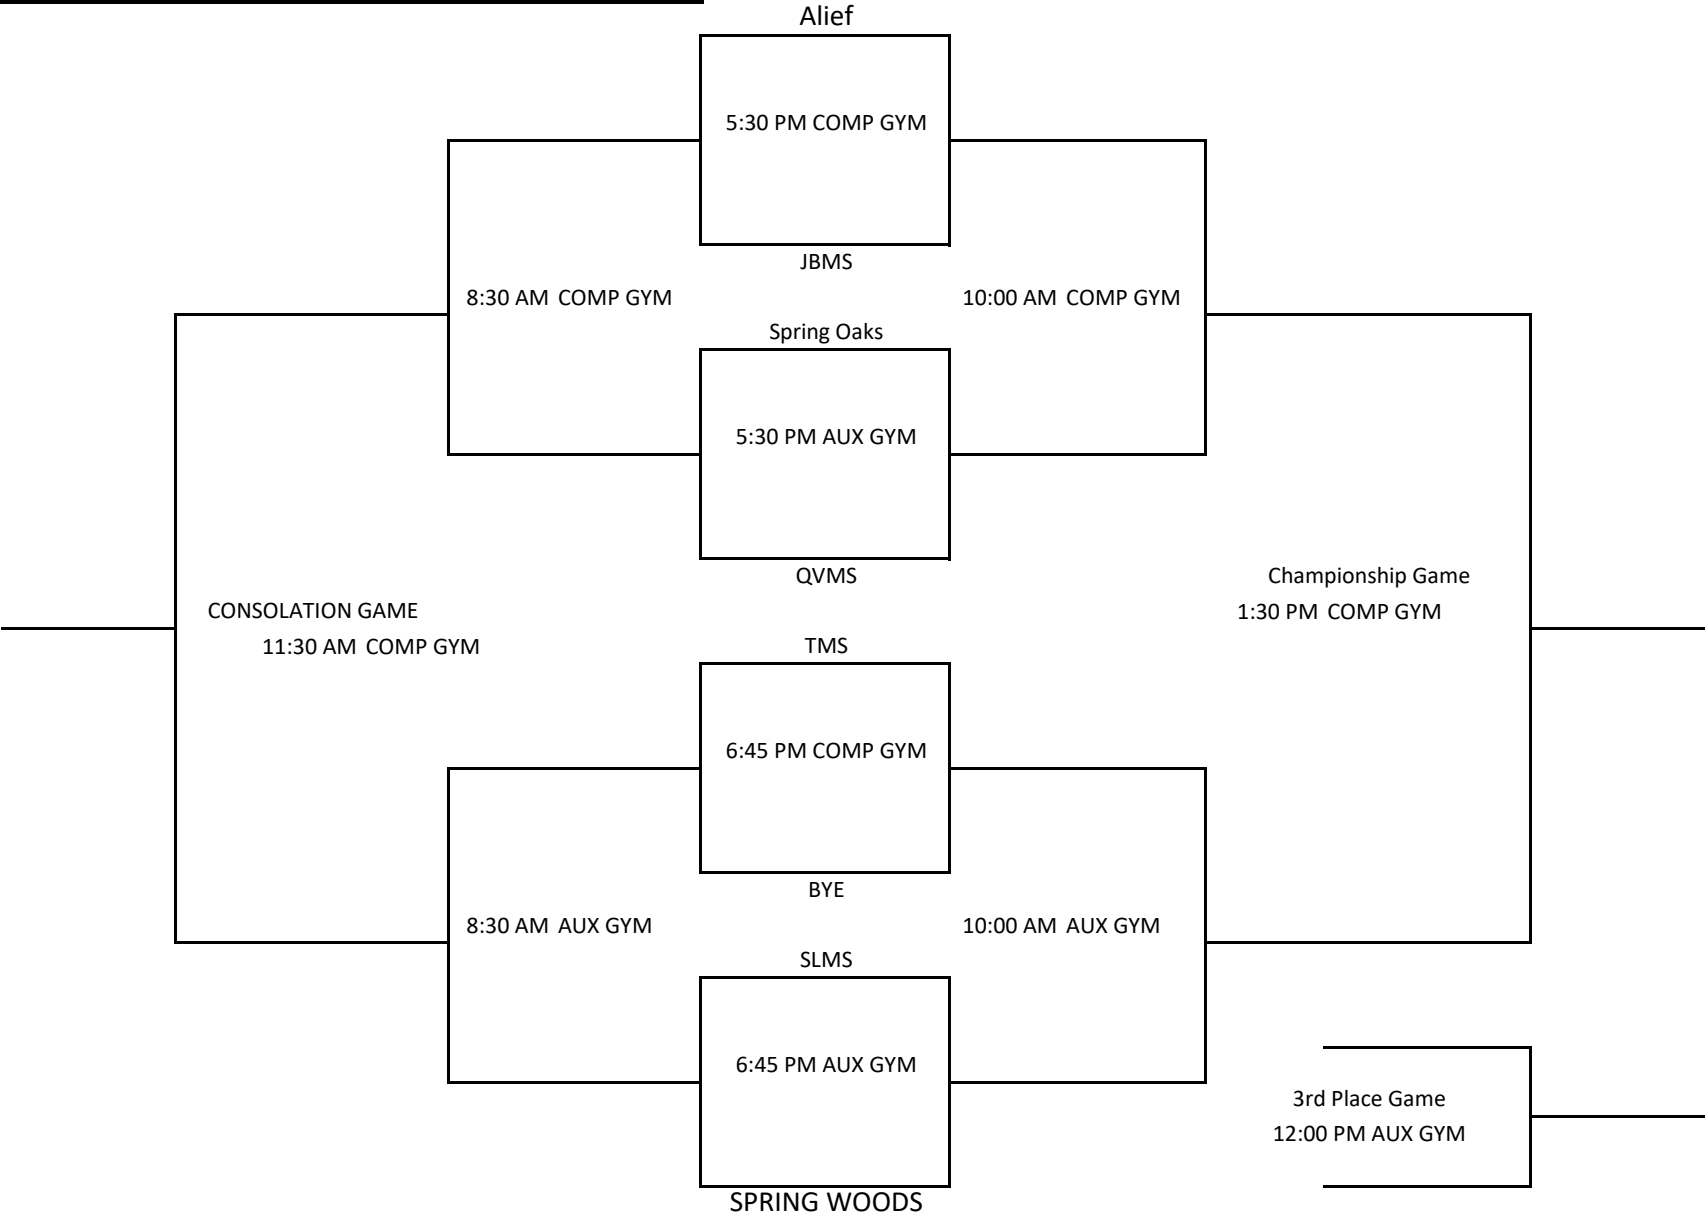 Alief
5:30 PM COMP GYM
JBMS
8:30 AM COMP GYM
10:00 AM COMP GYM
Spring Oaks
5:30 PM AUX GYM
QVMS
Championship Game
CONSOLATION GAME
1:30 PM COMP GYM
11:30 AM COMP GYM
TMS
6:45 PM COMP GYM
BYE
8:30 AM AUX GYM
10:00 AM AUX GYM
SLMS
6:45 PM AUX GYM
3rd Place Game
12:00 PM AUX GYM
SPRING WOODS